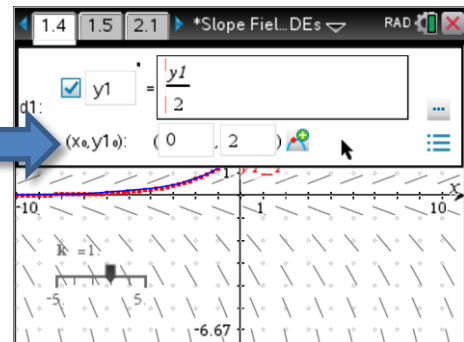 1.4 1.5 2.1 *Slope Fiel...DEs RAD
y1 = y1
2
d1:
(x₀,y1₀): ( 0 , 2 )
1. x
-10 1 10
k =1.
-5. 5.
-6.67